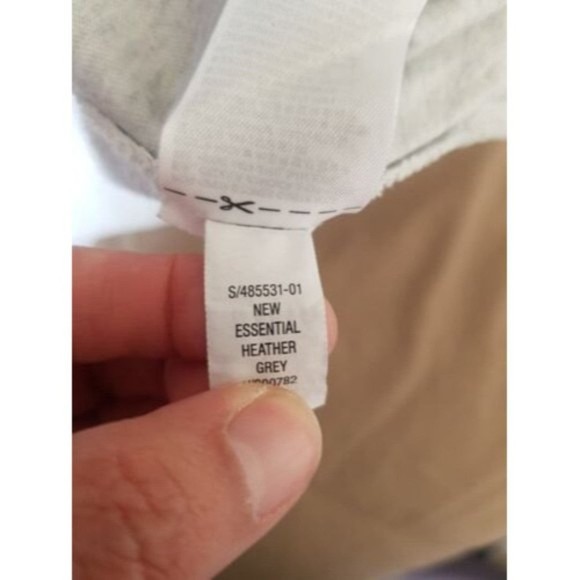 S/485531-01
NEW
ESSENTIAL
HEATHER
GREY